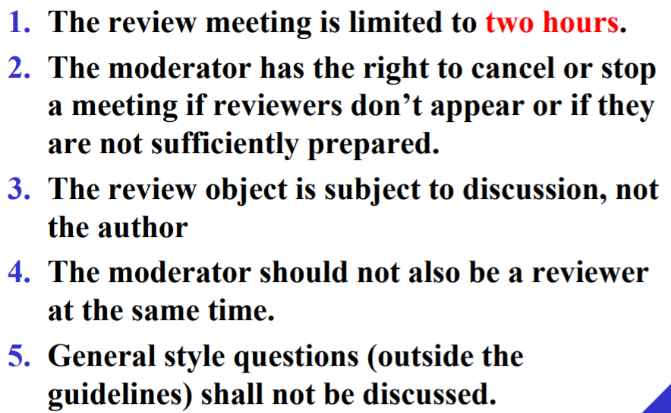 1. The review meeting is limited to two hours.
2. The moderator has the right to cancel or stop
a meeting if reviewers don’t appear or if they
are not sufficiently prepared.
3. The review object is subject to discussion, not
the author
4. The moderator should not also be a reviewer
at the same time.
5. General style questions (outside the
guidelines) shall not be discussed.